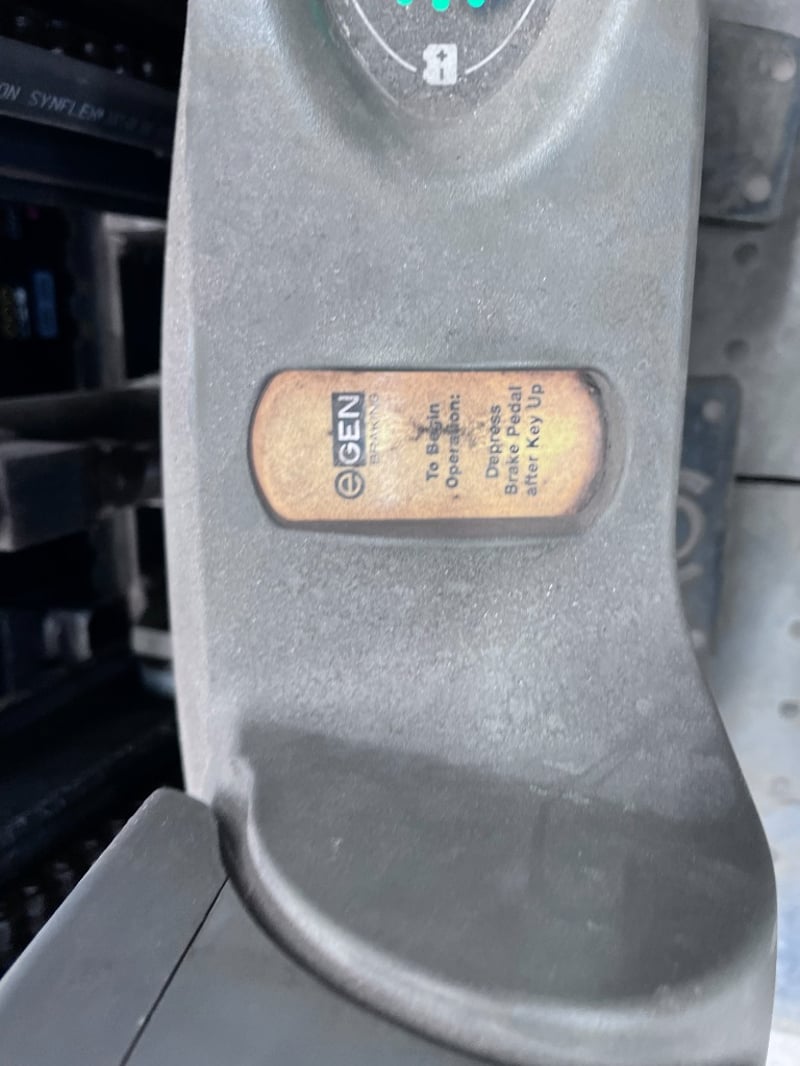 ON SYNFLEX
eGEN
BRAKING
To Begin
Operation:
Depress
Brake Pedal
after Key Up